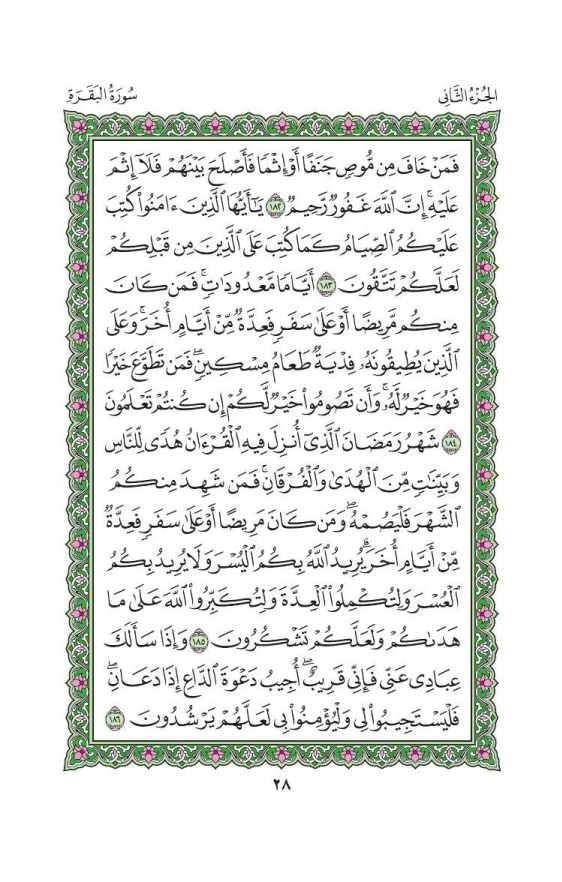 الجُزْءُ الثَّانِي
سُورَةُ البَقَرَةِ
فَمَنْ خَافَ مِن مُّوصٖ جَنَفًا أَوۡ إِثۡمٗا فَأَصۡلَحَ بَيۡنَهُمۡ فَلَآ إِثۡمَ
عَلَيۡهِۚ إِنَّ ٱللَّهَ غَفُورٞ رَّحِيمٞ ١٨٢ يَٰٓأَيُّهَا ٱلَّذِينَ ءَامَنُواْ كُتِبَ
عَلَيۡكُمُ ٱلصِّيَامُ كَمَا كُتِبَ عَلَى ٱلَّذِينَ مِن قَبۡلِكُمۡ
لَعَلَّكُمۡ تَتَّقُونَ ١٨٣ أَيَّامٗا مَّعۡدُودَٰتٖۚ فَمَن كَانَ
مِنكُم مَّرِيضًا أَوۡ عَلَىٰ سَفَرٖ فَعِدَّةٞ مِّنۡ أَيَّامٍ أُخَرَۚ وَعَلَى
ٱلَّذِينَ يُطِيقُونَهُۥ فِدۡيَةٞ طَعَامُ مِسۡكِينٖۖ فَمَن تَطَوَّعَ خَيۡرٗا
فَهُوَ خَيۡرٞ لَّهُۥۚ وَأَن تَصُومُواْ خَيۡرٞ لَّكُمۡ إِن كُنتُمۡ تَعۡلَمُونَ
١٨٤ شَهۡرُ رَمَضَانَ ٱلَّذِيٓ أُنزِلَ فِيهِ ٱلۡقُرۡءَانُ هُدٗى لِّلنَّاسِ
وَبَيِّنَٰتٖ مِّنَ ٱلۡهُدَىٰ وَٱلۡفُرۡقَانِۚ فَمَن شَهِدَ مِنكُمُ
ٱلشَّهۡرَ فَلۡيَصُمۡهُۖ وَمَن كَانَ مَرِيضًا أَوۡ عَلَىٰ سَفَرٖ فَعِدَّةٞ
مِّنۡ أَيَّامٍ أُخَرَۗ يُرِيدُ ٱللَّهُ بِكُمُ ٱلۡيُسۡرَ وَلَا يُرِيدُ بِكُمُ
ٱلۡعُسۡرَ وَلِتُكۡمِلُواْ ٱلۡعِدَّةَ وَلِتُكَبِّرُواْ ٱللَّهَ عَلَىٰ مَا
هَدَىٰكُمۡ وَلَعَلَّكُمۡ تَشۡكُرُونَ ١٨٥ وَإِذَا سَأَلَكَ
عِبَادِي عَنِّي فَإِنِّي قَرِيبٌۖ أُجِيبُ دَعۡوَةَ ٱلدَّاعِ إِذَا دَعَانِۖ
فَلۡيَسۡتَجِيبُواْ لِي وَلۡيُؤۡمِنُواْ بِي لَعَلَّهُمۡ يَرۡشُدُونَ ١٨٦
٢٨